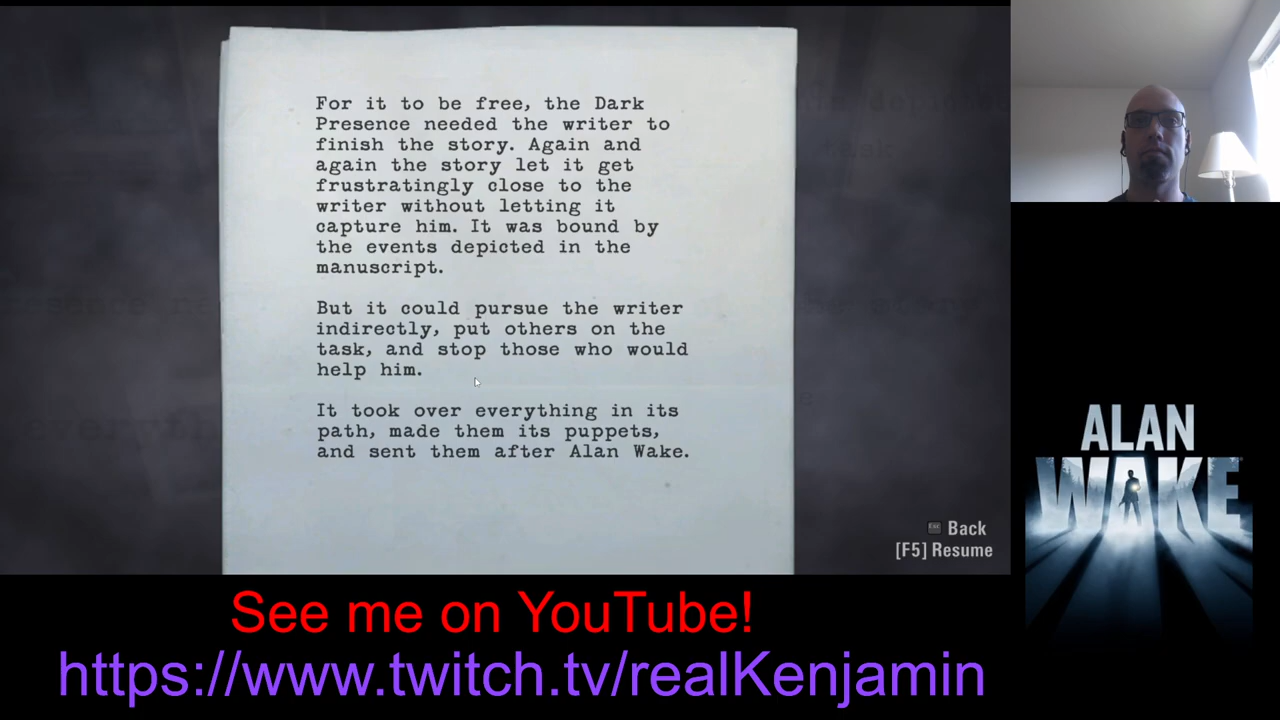 For it to be free, the Dark
Presence needed the writer to
finish the story. Again and
again the story let it get
frustratingly close to the
writer without letting it
capture him. It was bound by
the events depicted in the
manuscript.
But it could pursue the writer
indirectly, put others on the
task, and stop those who would
help him.
It took over everything in its
path, made them its puppets,
and sent them after Alan Wake.
Back
[F5] Resume
ALAN
WAKE
See me on YouTube!
https://www.twitch.tv/realKenjamin